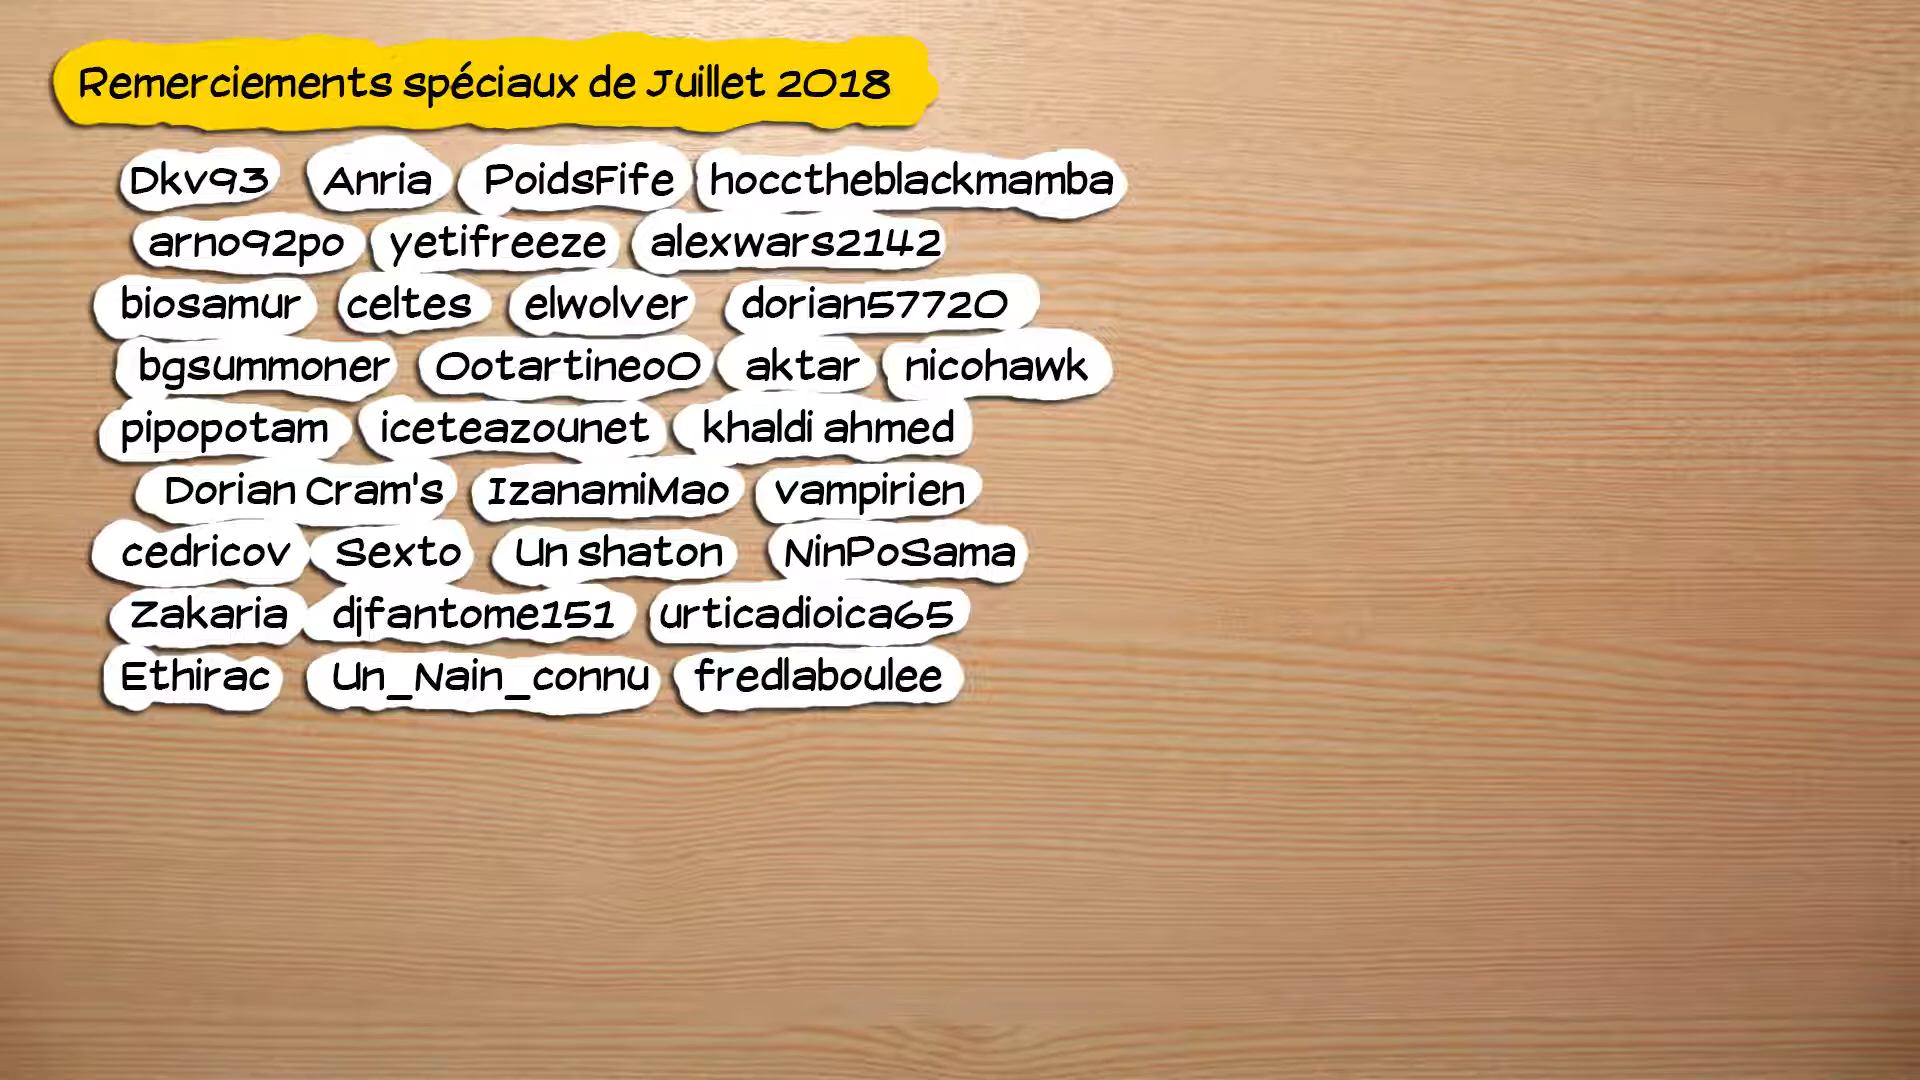 Remerciements spéciaux de Juillet 2018
Dkv93 Anria PoidsFife hocctheblackmamba
arno92po yetifreeze alexwars2142
biosamur celtes elwolver dorian57720
bgsummoner OotartineoO aktar nicohawk
pipopotam iceteazounet khaldi ahmed
Dorian Cram's IzanamiMao vampirien
cedricov Sexto Un shaton NinPoSama
Zakaria djfantome151 urticadioica65
Ethirac Un_Nain_connu fredlaboulee